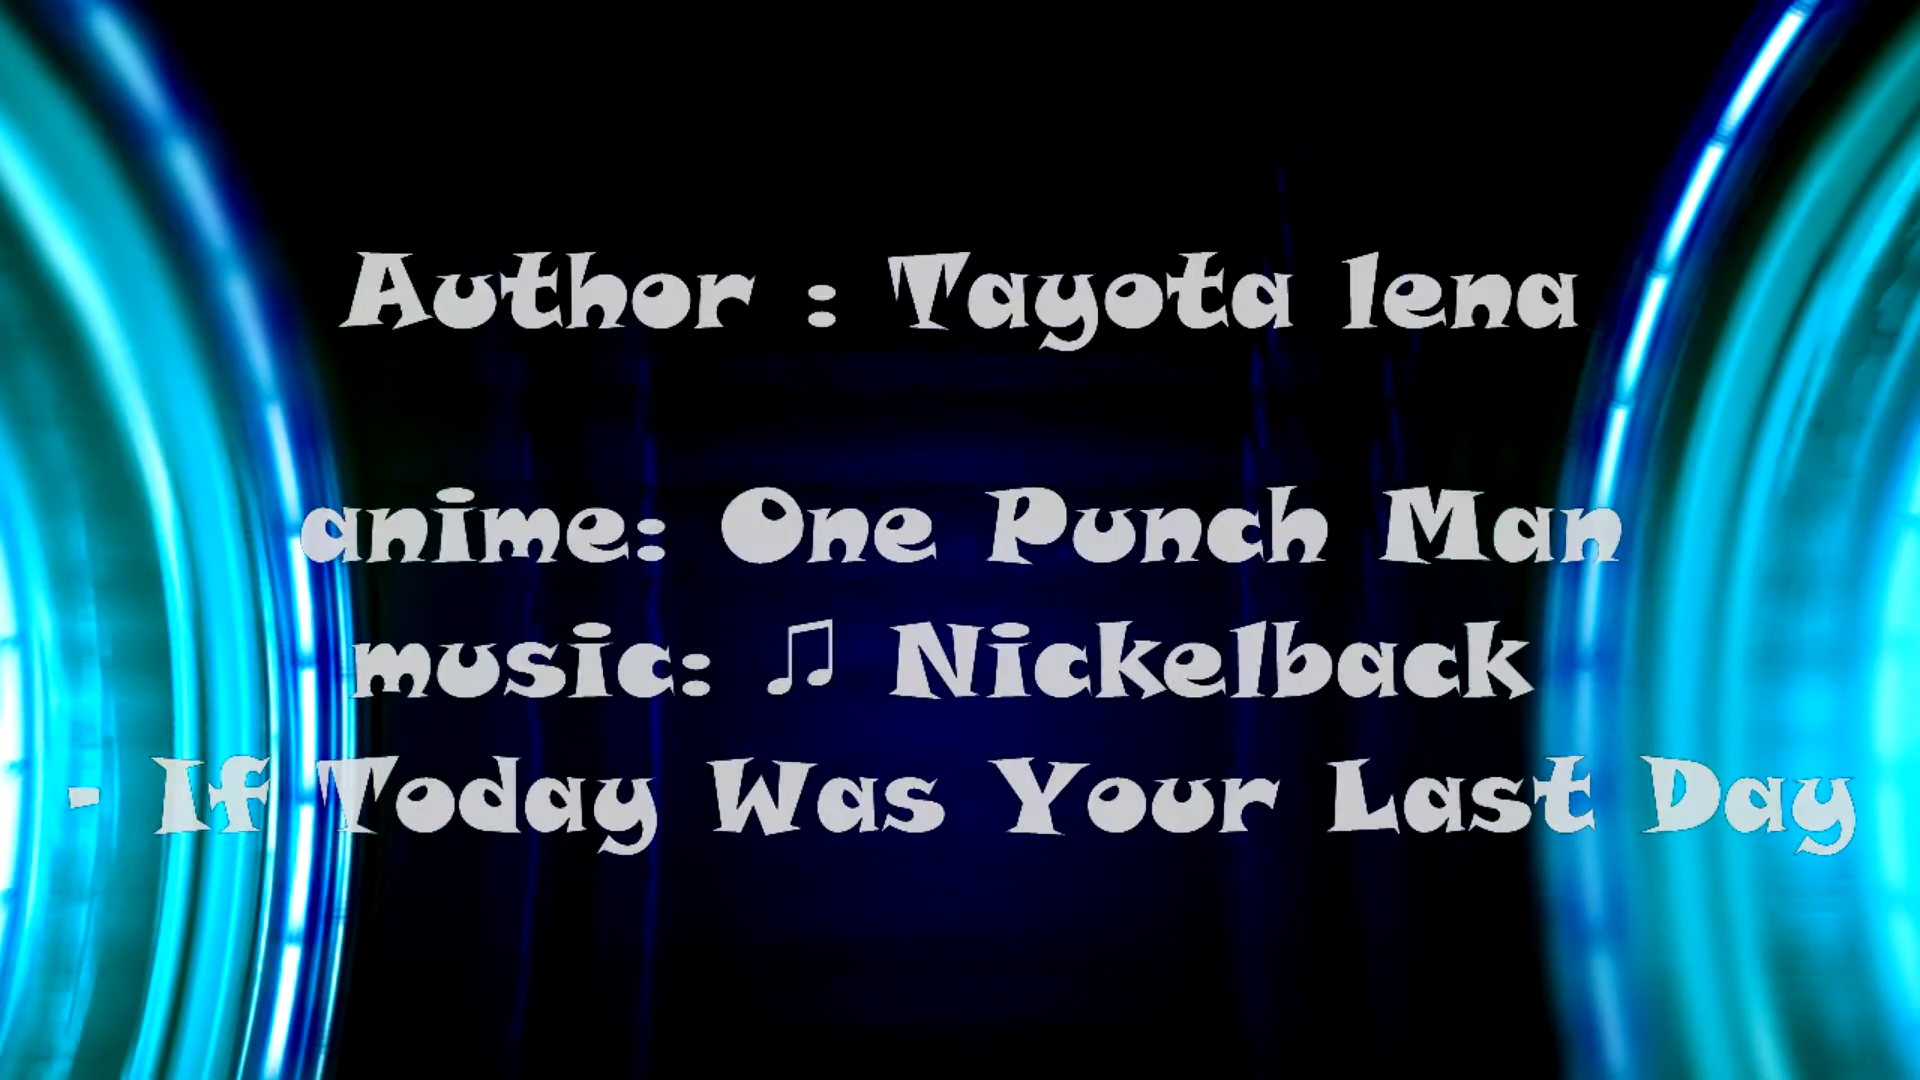 Author : Tayota lena
anime: One Punch Man
music: ♫ Nickelback
- If Today Was Your Last Day